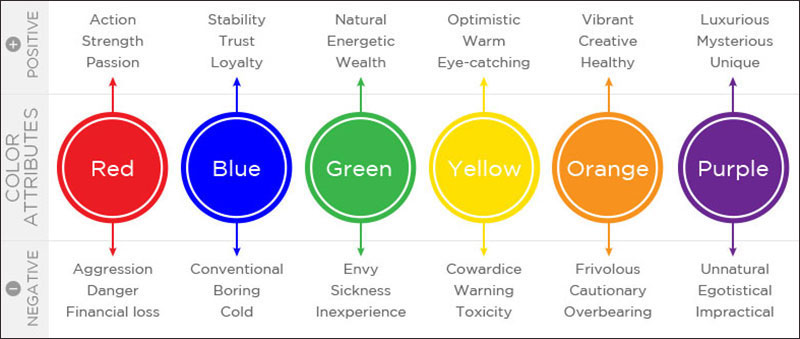 POSITIVE
Action
Strength
Passion
Stability
Trust
Loyalty
Natural
Energetic
Wealth
Optimistic
Warm
Eye-catching
Vibrant
Creative
Healthy
Luxurious
Mysterious
Unique
COLOR
ATTRIBUTES
Red
Blue
Green
Yellow
Orange
Purple
NEGATIVE
Aggression
Danger
Financial loss
Conventional
Boring
Cold
Envy
Sickness
Inexperience
Cowardice
Warning
Toxicity
Frivolous
Cautionary
Overbearing
Unnatural
Egotistical
Impractical